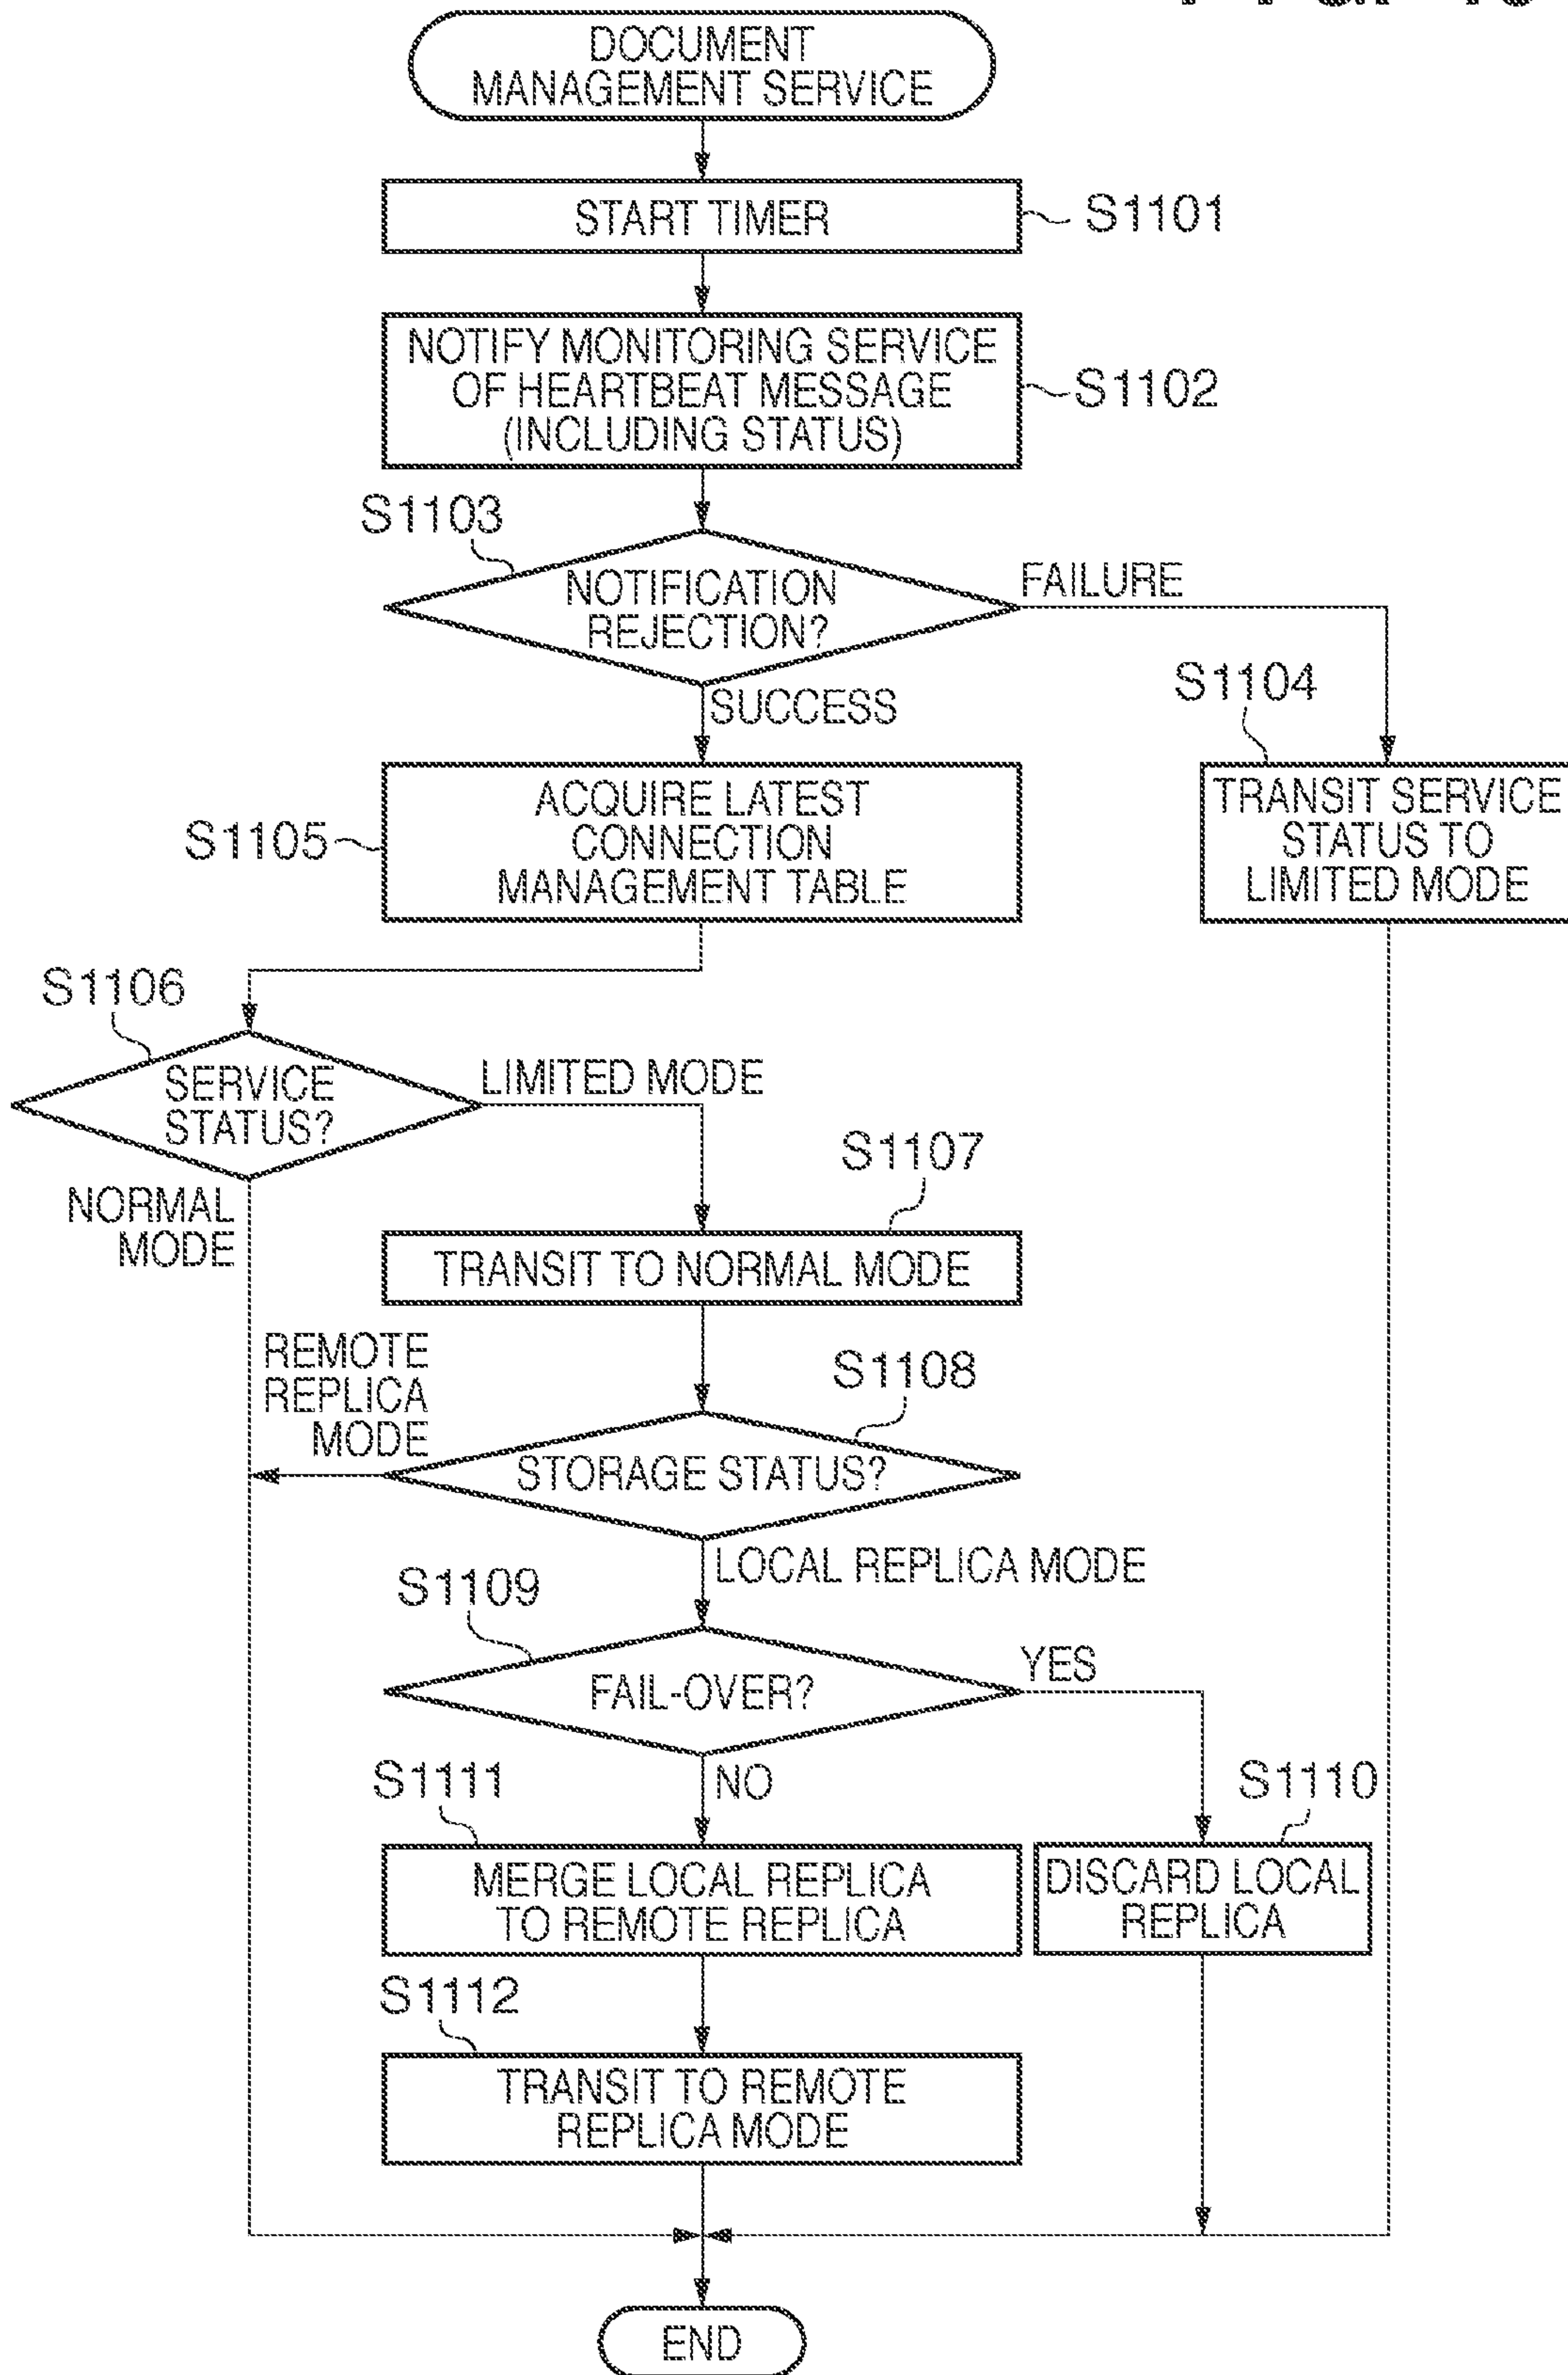 DOCUMENT
MANAGEMENT SERVICE
START TIMER
S1101
NOTIFY MONITORING SERVICE
OF HEARTBEAT MESSAGE
(INCLUDING STATUS)
S1102
S1103
NOTIFICATION
REJECTION?
FAILURE
SUCCESS
S1104
TRANSIT SERVICE
STATUS TO
LIMITED MODE
S1105
ACQUIRE LATEST
CONNECTION
MANAGEMENT TABLE
S1106
SERVICE
STATUS?
LIMITED MODE
NORMAL
MODE
S1107
TRANSIT TO NORMAL MODE
REMOTE
REPLICA
MODE
S1108
STORAGE STATUS?
LOCAL REPLICA MODE
S1109
FAIL-OVER?
YES
NO
S1111
MERGE LOCAL REPLICA
TO REMOTE REPLICA
S1110
DISCARD LOCAL
REPLICA
S1112
TRANSIT TO REMOTE
REPLICA MODE
END